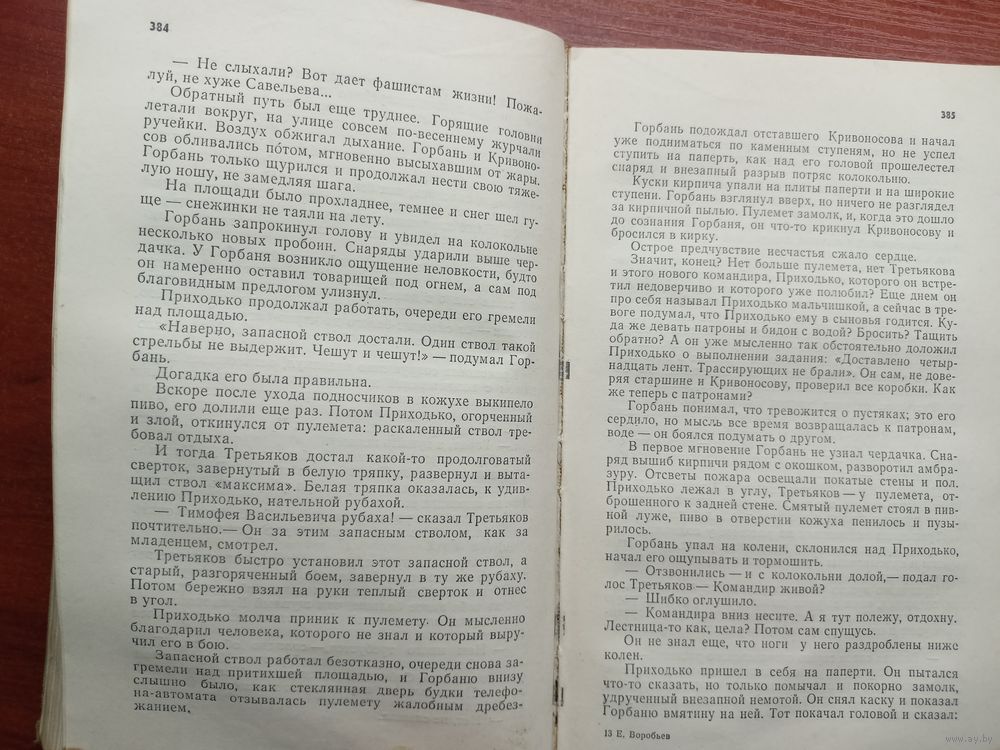 384
— Не слыхали? Вот дает фашистам жизни! Пожа-
луй, не хуже Савельева...
Обратный путь был еще труднее. Горящие головни
летали вокруг, на улице совсем по-весеннему журчали
ручейки. Воздух обжигал дыхание. Горбань и Кривоно-
сов обливались по́том, мгновенно высыхавшим от жары.
Горбань только щурился и продолжал нести свою тяже-
лую ношу, не замедляя шага.
На площади было прохладнее, темнее и снег шел гу-
ще — снежинки не таяли на лету.
Горбань запрокинул голову и увидел на колокольне
несколько новых пробоин. Снаряды ударили выше чер-
дачка. У Горбаня возникло ощущение неловкости, будто
он намеренно оставил товарищей под огнем, а сам под
благовидным предлогом улизнул.
Приходько продолжал работать, очереди его гремели
над площадью.
«Наверно, запасной ствол достали. Один ствол такой
стрельбы не выдержит. Чешут и чешут!» — подумал Гор-
бань.
Догадка его была правильна.
Вскоре после ухода подносчиков в кожухе выкипело
пиво, его долили еще раз. Потом Приходько, огорченный
и злой, откинулся от пулемета: раскаленный ствол тре-
бовал отдыха.
И тогда Третьяков достал какой-то продолговатый
сверток, завернутый в белую тряпку, развернул и выта-
щил ствол «максима». Белая тряпка оказалась, к удив-
лению Приходько, нательной рубахой.
— Тимофея Васильевича рубаха! — сказал Третьяков
почтительно.— Он за этим запасным стволом, как за
младенцем, смотрел.
Третьяков быстро установил этот запасной ствол, а
старый, разгоряченный боем, завернул в ту же рубаху.
Потом бережно взял на руки теплый сверток и отнес
в угол.
Приходько молча приник к пулемету. Он мысленно
благодарил человека, которого не знал и который выру-
чил его в бою.
Запасной ствол работал безотказно, очереди снова за-
гремели над притихшей площадью, и Горбаню внизу
слышно было, как стеклянная дверь будки телефо-
на-автомата отзывалась пулемету жалобным дребез-
жанием.
385
Горбань подождал отставшего Кривоносова и начал
уже подниматься по каменным ступеням, но не успел
ступить на паперть, как над его головой прошелестел
снаряд и внезапный разрыв потряс колокольню.
Куски кирпича упали на плиты паперти и на широкие
ступени. Горбань взглянул вверх, но ничего не разглядел
за кирпичной пылью. Пулемет замолк, и, когда это дошло
до сознания Горбаня, он что-то крикнул Кривоносову и
бросился в кирку.
Острое предчувствие несчастья сжало сердце.
Значит, конец? Нет больше пулемета, нет Третьякова
и этого нового командира, Приходько, которого он встре-
тил недоверчиво и которого уже полюбил? Еще днем он
про себя называл Приходько мальчишкой, а сейчас в тре-
воге подумал, что Приходько ему в сыновья годится. Ку-
да же девать патроны и бидон с водой? Бросить? Тащить
обратно? А он уже мысленно так обстоятельно доложил
Приходько о выполнении задания: «Доставлено четыр-
надцать лент. Трассирующих не брали». Он сам, не дове-
ряя старшине и Кривоносову, проверил все коробки. Как
же теперь с патронами?
Горбань понимал, что тревожится о пустяках; это его
сердило, но мысль все время возвращалась к патронам,
воде — он боялся подумать о другом.
В первое мгновение Горбань не узнал чердачка. Сна-
ряд вышиб кирпичи рядом с окошком, разворотил амбра-
зуру. Отсветы пожара освещали покатые стены и пол.
Приходько лежал в углу, Третьяков — у пулемета, от-
брошенного к задней стене. Смятый пулемет стоял в пив-
ной луже, пиво в отверстии кожуха пенилось и пузы-
рилось.
Горбань упал на колени, склонился над Приходько,
начал его ощупывать и тормошить.
— Отзвонились — и с колокольни долой,— подал го-
лос Третьяков.— Командир живой?
— Шибко оглушило.
— Командира вниз несите. А я тут полежу, отдохну.
Лестница-то как, цела? Потом сам спущусь.
Он не знал еще, что ноги у него раздроблены ниже
колен.
Приходько пришел в себя на паперти. Он пытался
что-то сказать, но только помычал и покорно замолк,
удрученный внезапной немотой. Он снял каску и показал
Горбаню вмятину на ней. Тот покачал головой и сказал:
13 Е. Воробьев
www.ay.by